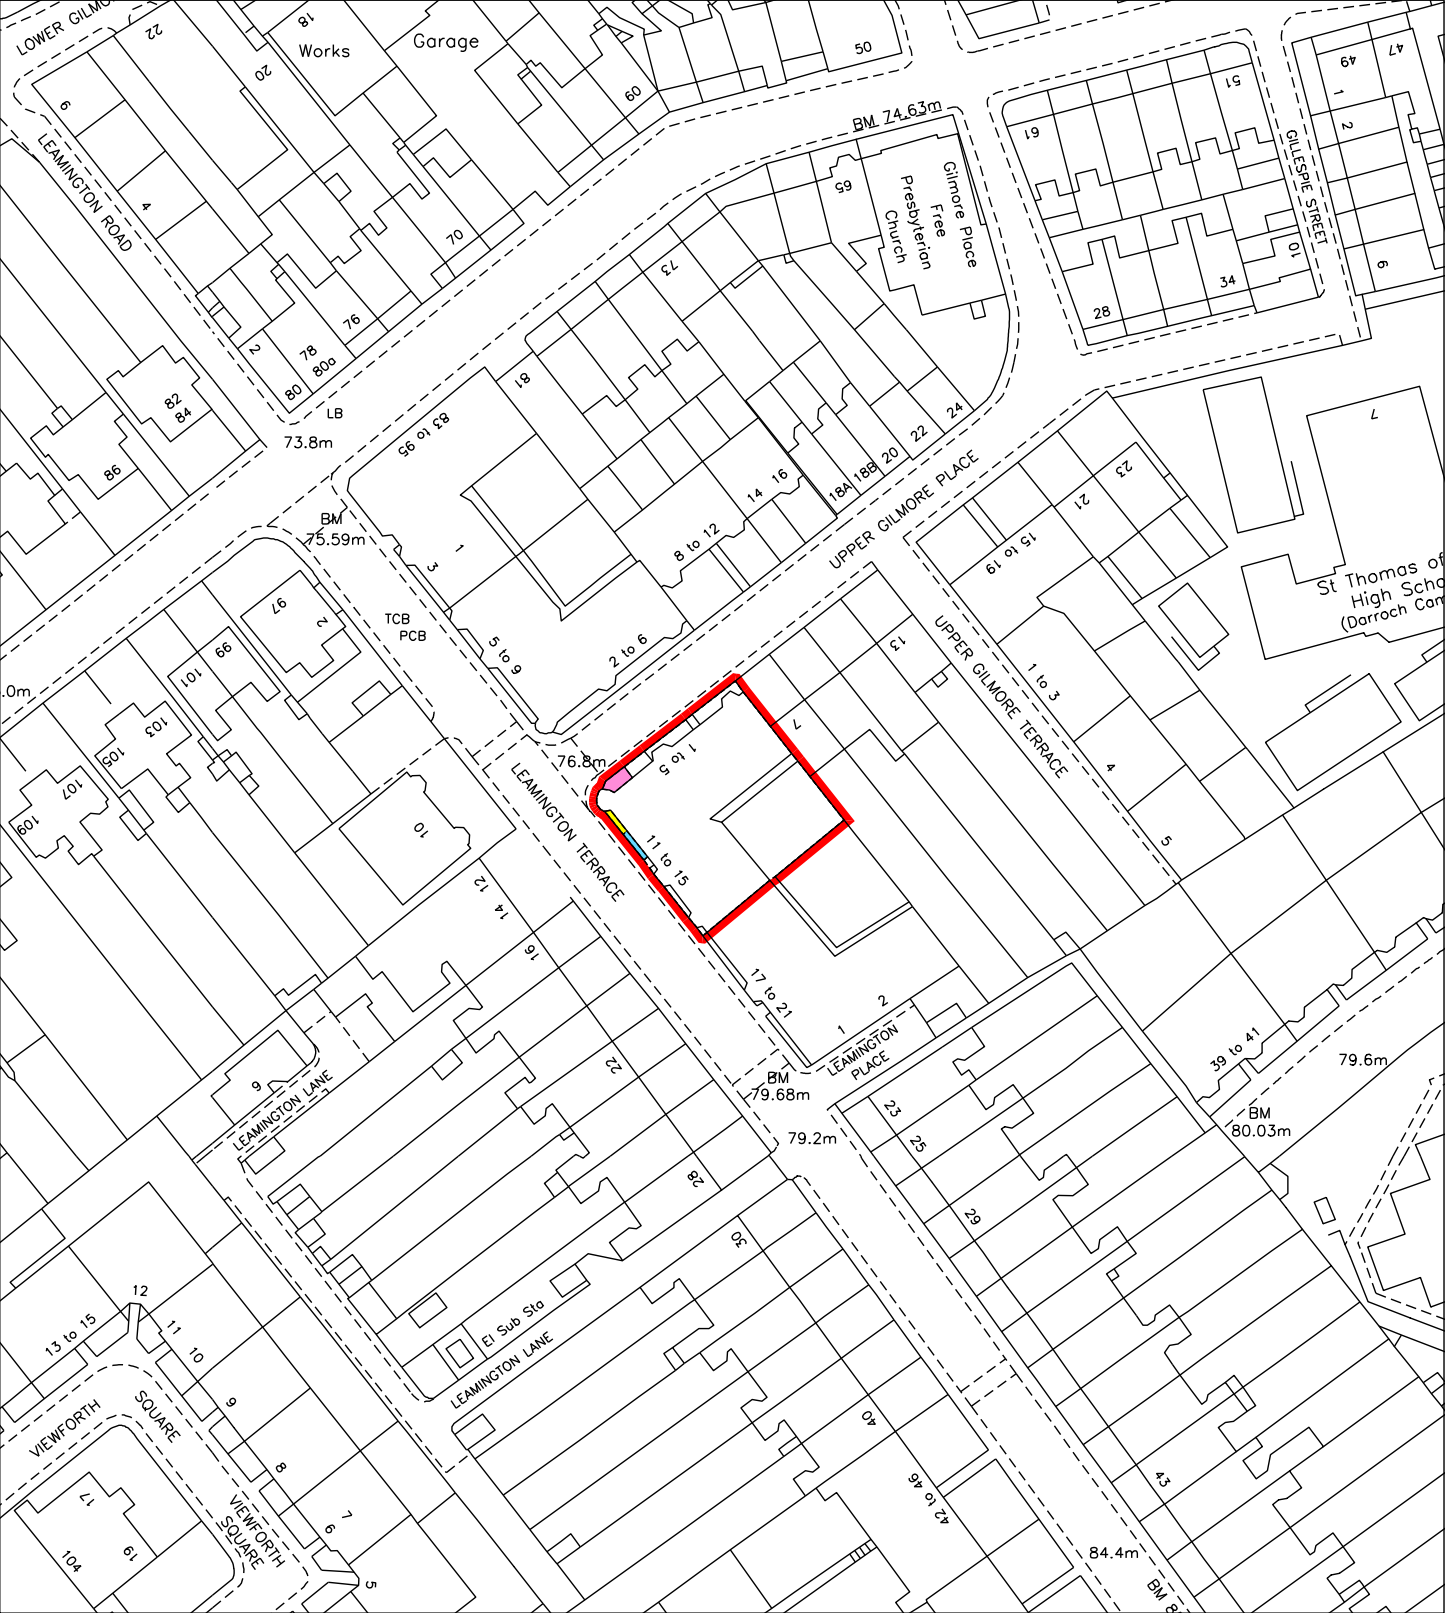 LOWER GILMO
22
18
Works
Garage
20
50
60
6
LEAMINGTON ROAD
4
BM 74.63m
61
51
49
47
1
2
GILLESPIE STREET
65
Gilmore Place
Free
Presbyterian
Church
70
73
10
6
34
28
76
2
78
80a
80
82
84
LB
73.8m
81
83 to 95
86
24
22
20
18B
18A
16
14
7
UPPER GILMORE PLACE
23
21
15 to 19
BM
75.59m
1
3
8 to 12
St Thomas of
High Scho
(Darroch Cam
97
2
TCB
PCB
99
101
5 to 9
2 to 6
13
UPPER GILMORE TERRACE
1 to 3
.0m
103
105
107
109
76.8m
1 to 5
7
4
LEAMINGTON TERRACE
10
11 to 15
5
12
14
16
17 to 21
1
2
LEAMINGTON
PLACE
39 to 41
79.6m
22
9
LEAMINGTON LANE
BM
79.68m
23
79.2m
25
BM
80.03m
28
29
30
12
13 to 15
11
10
El Sub Sta
LEAMINGTON LANE
9
VIEWFORTH
SQUARE
40
8
43
42 to 46
17
VIEWFORTH
SQUARE
7
6
19
104
5
84.4m
BM 8